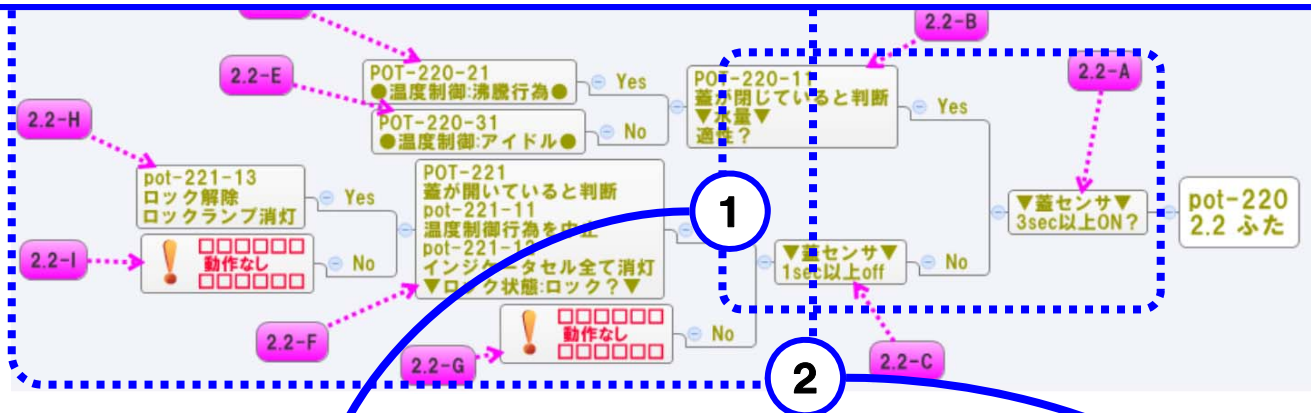 2.2-B
2.2-A
2.2-E
2.2-H
POT-220-21
●温度制御:沸騰行為●
Yes
POT-220-11
蓋が閉じていると判断
▼水量▼
適性?
Yes
POT-220-31
●温度制御:アイドル●
No
pot-221-13
ロック解除
ロックランプ消灯
Yes
POT-221
蓋が開いていると判断
pot-221-11
温度制御行為を中止
pot-221-12
インジケータセル全て消灯
▼ロック状態:ロック?▼
1
▼蓋センサ▼
3sec以上ON?
pot-220
2.2 ふた
2.2-I
□□□□□□
動作なし
□□□□□□
No
▼蓋センサ▼
1sec以上off
No
2.2-F
□□□□□□
動作なし
□□□□□□
No
2.2-G
2
2.2-C